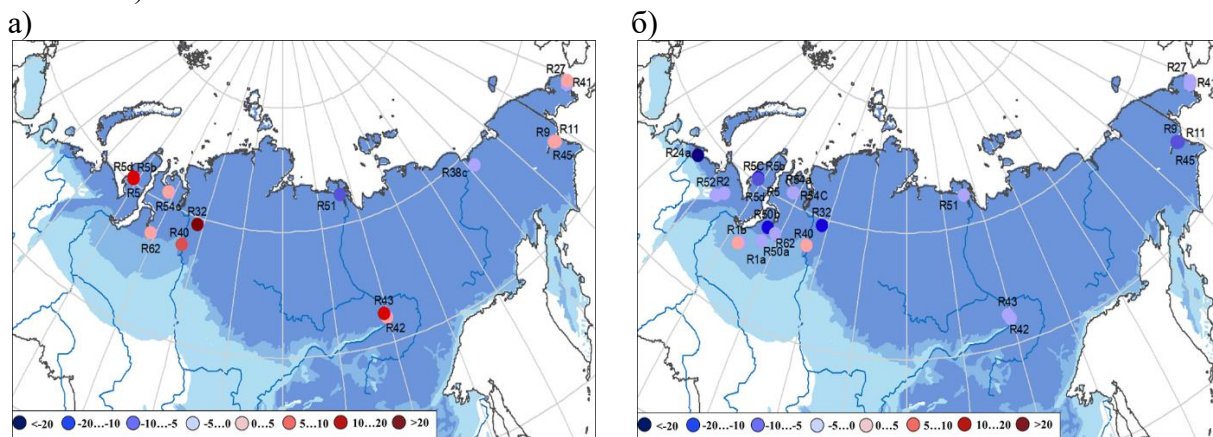 а)
R27
R41
R9
R11
R45
R5d
R5b
R5
R54c
R38c
R51
R32
R62
R40
R43
R42
<-20 -20...-10 -10...-5 -5...0 0...5 5...10 10...20 >20
б)
R27
R41
R9
R11
R45
R24a
R5C
R5b
R52
R2
R5d
R5
R54a
R54C
R51
R50b
R32
R1b
R62
R40
R1a
R50a
R43
R42
<-20 -20...-10 -10...-5 -5...0 0...5 5...10 10...20 >20